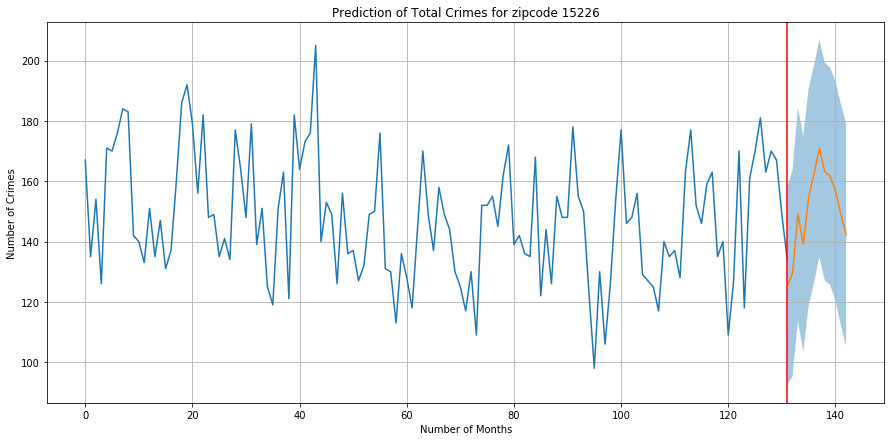 Prediction of Total Crimes for zipcode 15226
200
180
160
140
120
100
Number of Crimes
0 20 40 60 80 100 120 140
Number of Months